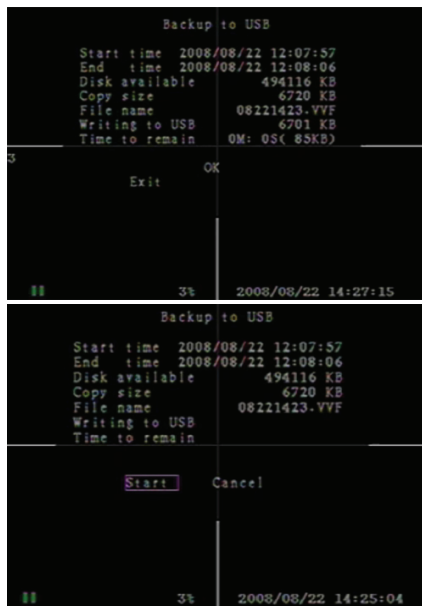 Backup to USB
Start time 2008/08/22 12:07:57
End time 2008/08/22 12:08:06
Disk available 494116 KB
Copy size 6720 KB
File name 08221423.VVF
Writing to USB 6701 KB
Time to remain 0M: 0S( 85KB)
3
OK
Exit
3% 2008/08/22 14:27:15
Backup to USB
Start time 2008/08/22 12:07:57
End time 2008/08/22 12:08:06
Disk available 494116 KB
Copy size 6720 KB
File name 08221423.VVF
Writing to USB
Time to remain
Start Cancel
3% 2008/08/22 14:25:04